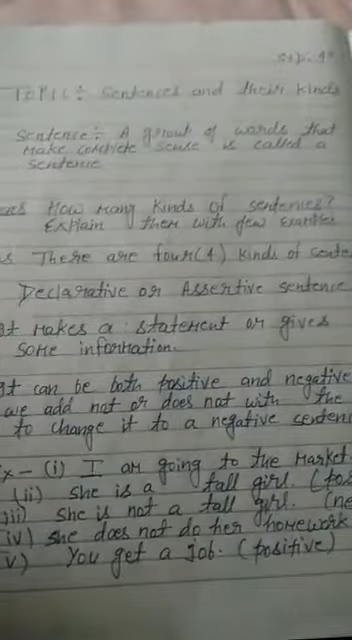 Topic ÷ Sentences and their kinds
Sentence ÷ A group of words that
make complete sense is called a
sentence
How many kinds of sentences?
Explain them with few examples
There are four(4) kinds of sente
Declarative or Assertive sentence
It makes a statement or gives
some information.
It can be both positive and negative
we add not or does not with the
to change it to a negative senten
Ex - (i) I am going to the market.
(ii) She is a tall girl. (pos
(iii) She is not a tall girl. (ne
(iv) she does not do her homework
v) You get a job. (positive)